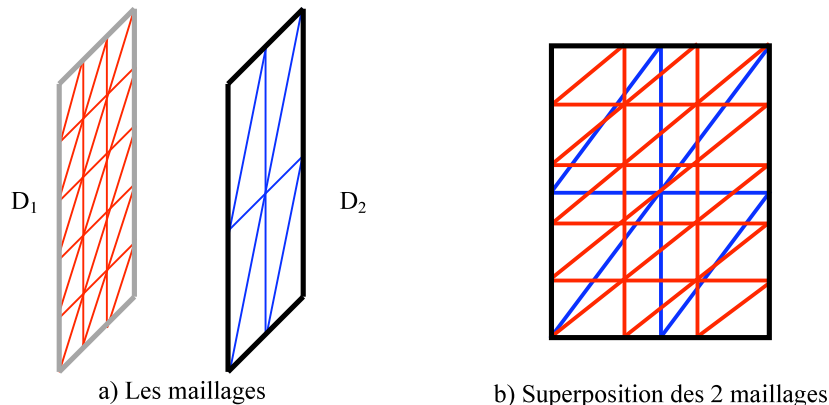 D₁
D₂
a) Les maillages
b) Superposition des 2 maillages